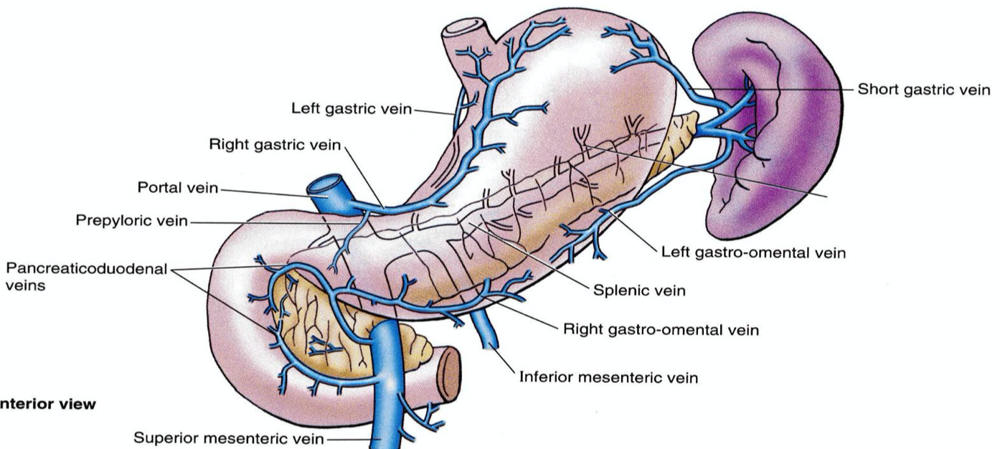 Short gastric vein
Left gastric vein
Right gastric vein
Portal vein
Prepyloric vein
Left gastro-omental vein
Pancreaticoduodenal
veins
Splenic vein
Right gastro-omental vein
Inferior mesenteric vein
nterior view
Superior mesenteric vein